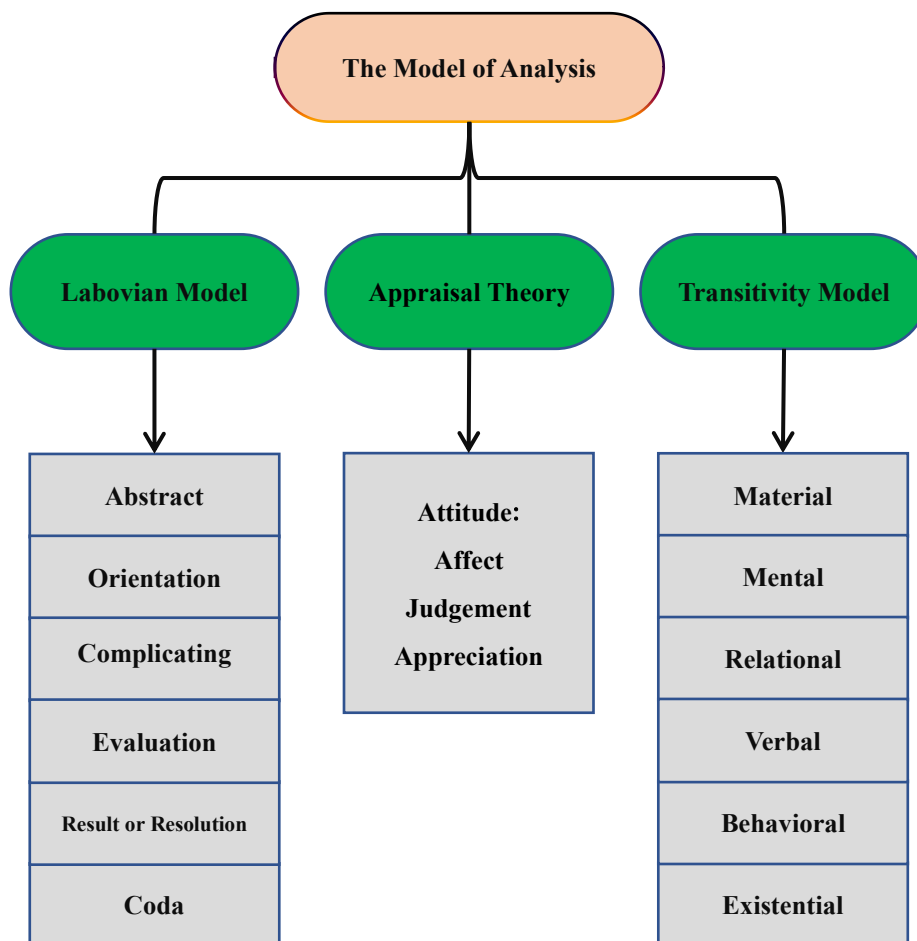 The Model of Analysis
Labovian Model
Appraisal Theory
Transitivity Model
Abstract
Orientation
Complicating
Evaluation
Result or Resolution
Coda
Attitude:
Affect
Judgement
Appreciation
Material
Mental
Relational
Verbal
Behavioral
Existential